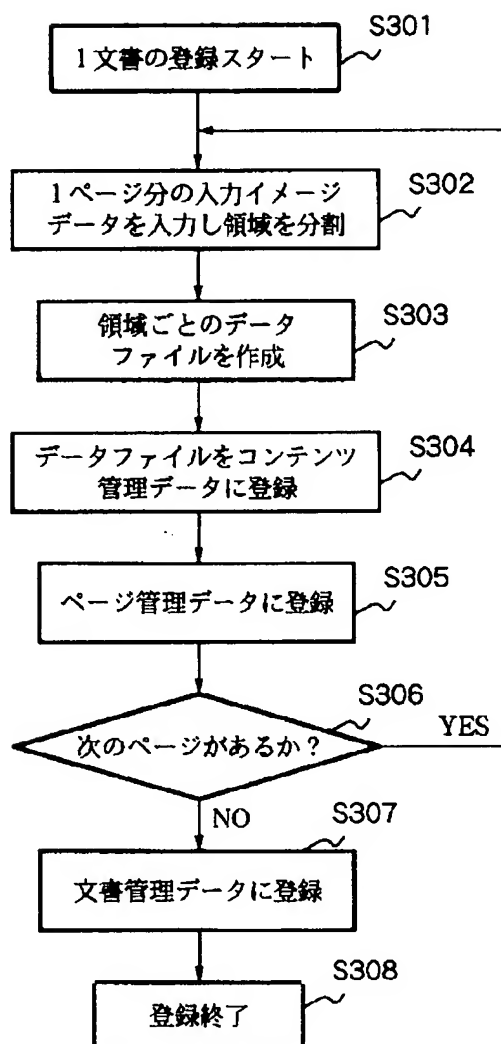 S301
1文書の登録スタート
S302
1ページ分の入力イメージ
データを入力し領域を分割
S303
領域ごとのデータ
ファイルを作成
S304
データファイルをコンテンツ
管理データに登録
S305
ページ管理データに登録
S306
次のページがあるか？
YES
NO
S307
文書管理データに登録
S308
登録終了